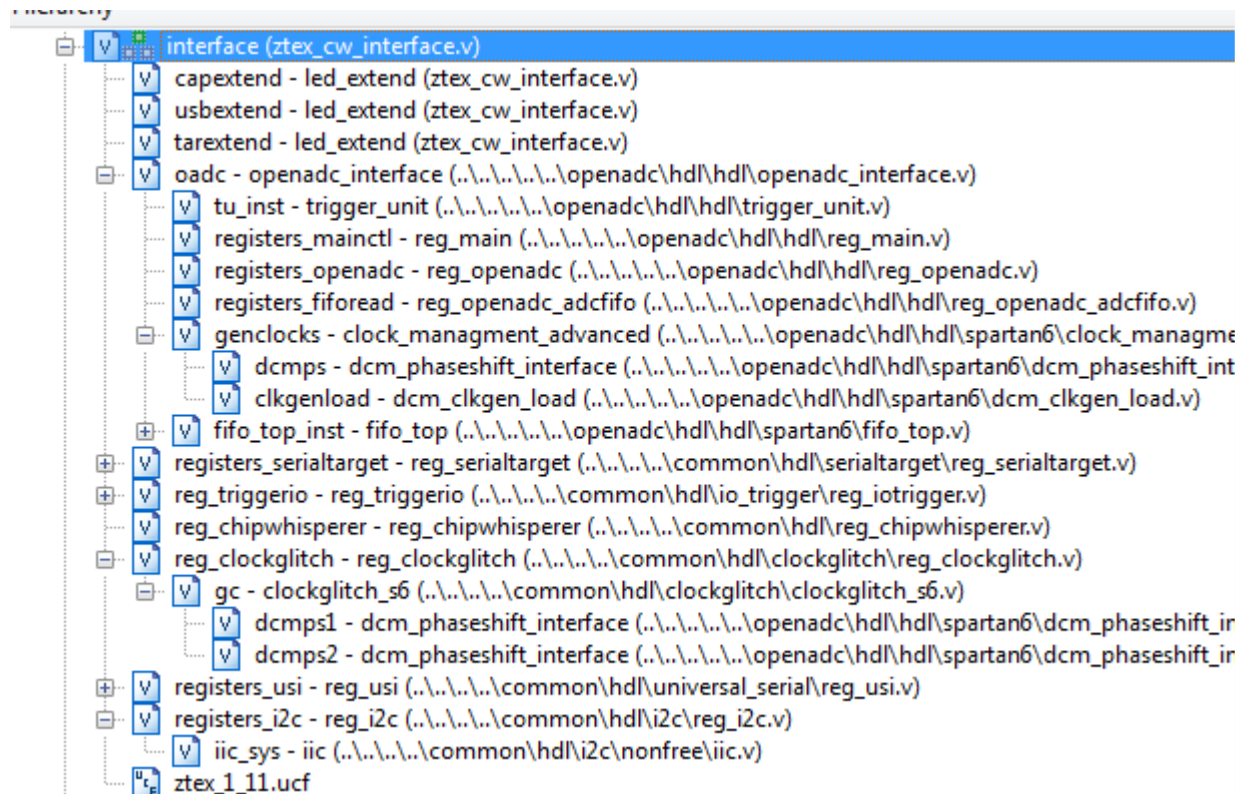 Hierarchy
interface (ztex_cw_interface.v)
capextend - led_extend (ztex_cw_interface.v)
usbextend - led_extend (ztex_cw_interface.v)
tarextend - led_extend (ztex_cw_interface.v)
oadc - openadc_interface (..\..\..\..\..\openadc\hdl\hdl\openadc_interface.v)
tu_inst - trigger_unit (..\..\..\..\..\openadc\hdl\hdl\trigger_unit.v)
registers_mainctl - reg_main (..\..\..\..\..\openadc\hdl\hdl\reg_main.v)
registers_openadc - reg_openadc (..\..\..\..\..\openadc\hdl\hdl\reg_openadc.v)
registers_fiforead - reg_openadc_adcfifo (..\..\..\..\..\openadc\hdl\hdl\reg_openadc_adcfifo.v)
genclocks - clock_managment_advanced (..\..\..\..\..\openadc\hdl\hdl\spartan6\clock_managme
dcmps - dcm_phaseshift_interface (..\..\..\..\..\openadc\hdl\hdl\spartan6\dcm_phaseshift_int
clkgenload - dcm_clkgen_load (..\..\..\..\..\openadc\hdl\hdl\spartan6\dcm_clkgen_load.v)
fifo_top_inst - fifo_top (..\..\..\..\..\openadc\hdl\hdl\spartan6\fifo_top.v)
registers_serialtarget - reg_serialtarget (..\..\..\..\common\hdl\serialtarget\reg_serialtarget.v)
reg_triggerio - reg_triggerio (..\..\..\..\common\hdl\io_trigger\reg_iotrigger.v)
reg_chipwhisperer - reg_chipwhisperer (..\..\..\..\common\hdl\reg_chipwhisperer.v)
reg_clockglitch - reg_clockglitch (..\..\..\..\common\hdl\clockglitch\reg_clockglitch.v)
gc - clockglitch_s6 (..\..\..\..\common\hdl\clockglitch\clockglitch_s6.v)
dcmps1 - dcm_phaseshift_interface (..\..\..\..\..\openadc\hdl\hdl\spartan6\dcm_phaseshift_in
dcmps2 - dcm_phaseshift_interface (..\..\..\..\..\openadc\hdl\hdl\spartan6\dcm_phaseshift_in
registers_usi - reg_usi (..\..\..\..\common\hdl\universal_serial\reg_usi.v)
registers_i2c - reg_i2c (..\..\..\..\common\hdl\i2c\reg_i2c.v)
iic_sys - iic (..\..\..\..\common\hdl\i2c\nonfree\iic.v)
ztex_1_11.ucf